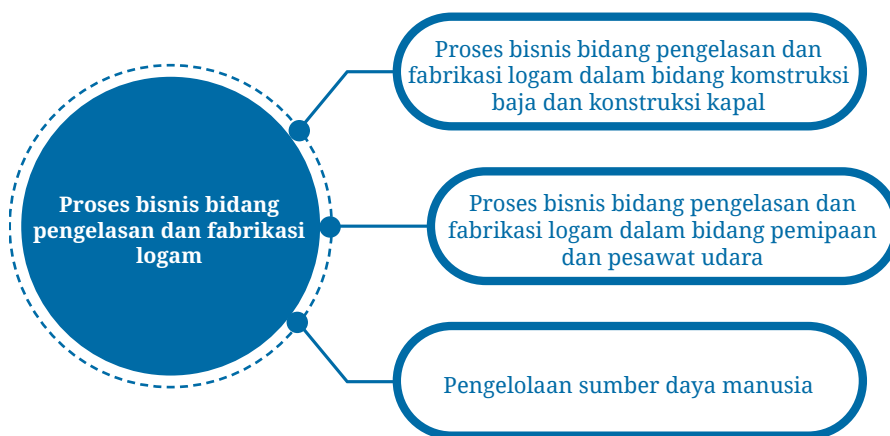 Proses bisnis bidang
pengelasan dan fabrikasi
logam
Proses bisnis bidang pengelasan dan
fabrikasi logam dalam bidang komstruksi
baja dan konstruksi kapal
Proses bisnis bidang pengelasan dan
fabrikasi logam dalam bidang pemipaan
dan pesawat udara
Pengelolaan sumber daya manusia